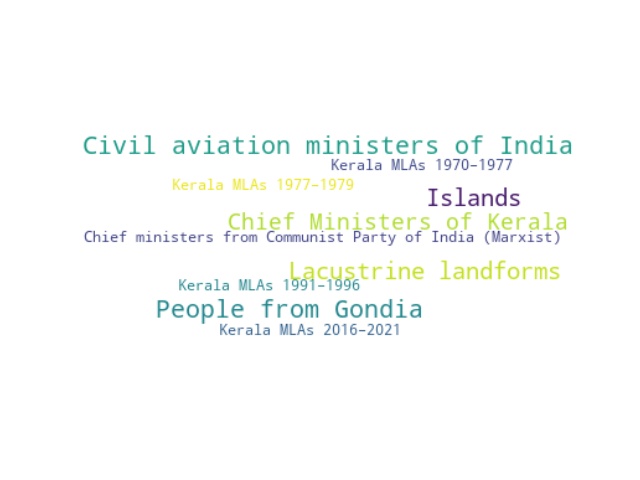 Civil aviation ministers of India
Kerala MLAs 1970–1977
Kerala MLAs 1977–1979
Islands
Chief Ministers of Kerala
Chief ministers from Communist Party of India (Marxist)
Lacustrine landforms
Kerala MLAs 1991–1996
People from Gondia
Kerala MLAs 2016–2021